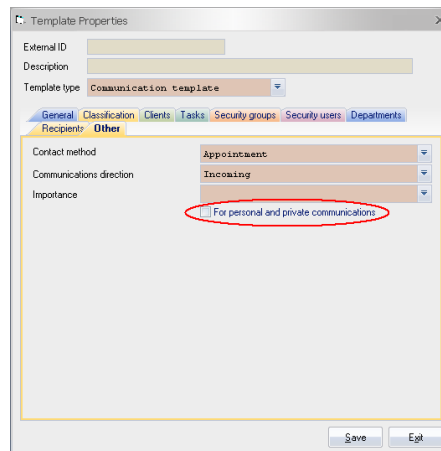 Template Properties
External ID
Description
Template type Communication template
General Classification Clients Tasks Security groups Security users Departments
Recipients Other
Contact method Appointment
Communications direction Incoming
Importance
For personal and private communications
Save Exit